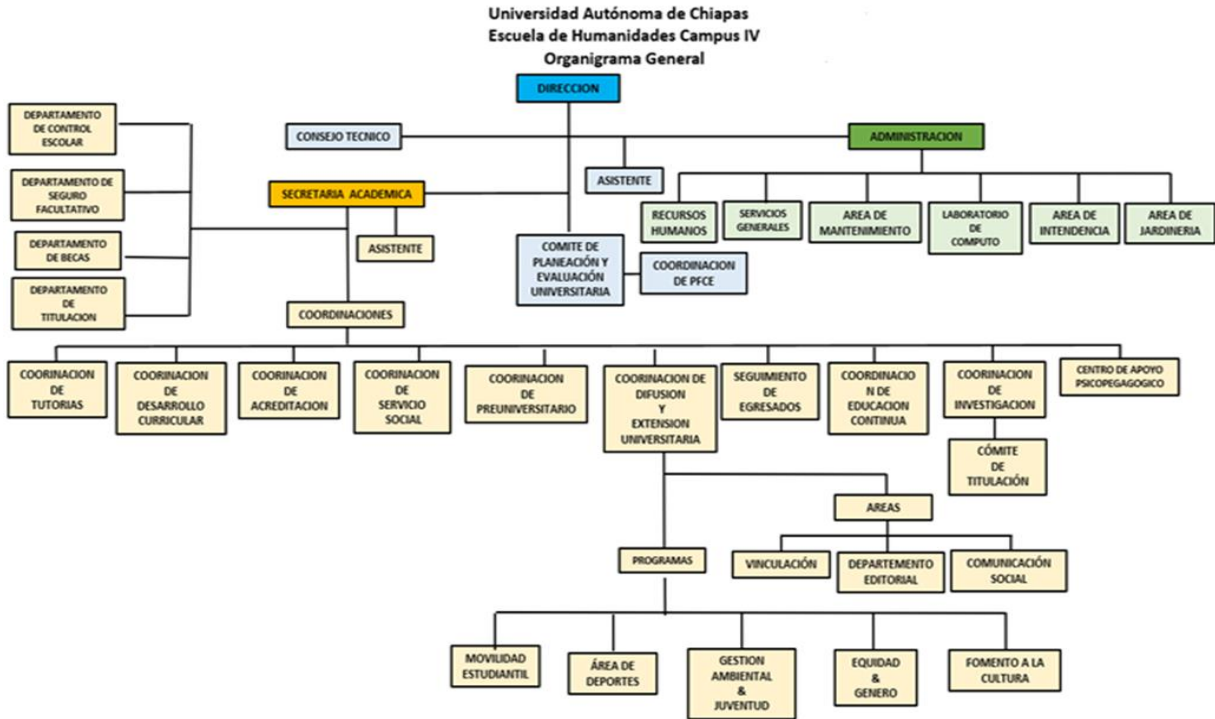 Universidad Autónoma de Chiapas
Escuela de Humanidades Campus IV
Organigrama General
DIRECCION
DEPARTAMENTO
DE CONTROL
ESCOLAR
CONSEJO TECNICO
ADMINISTRACION
DEPARTAMENTO DE
SEGURO
FACULTATIVO
SECRETARIA ACADEMICA
ASISTENTE
RECURSOS
HUMANOS
SERVICIOS
GENERALES
AREA DE
MANTENIMIENTO
LABORATORIO
DE
COMPUTO
AREA DE
INTENDENCIA
AREA DE
JARDINERIA
DEPARTAMENTO
DE BECAS
ASISTENTE
COMITE DE
PLANEACIÓN Y
EVALUACIÓN
UNIVERSITARIA
COORDINACION
DE PFCE
DEPARTAMENTO
DE
TITULACION
COORDINACIONES
COORINACION
DE
TUTORIAS
COORINACION
DE
DESARROLLO
CURRICULAR
COORINACION
DE
ACREDITACION
COORINACION
DE
SERVICIO
SOCIAL
COORINACION
DE
PREUNIVERSITARIO
COORINACION DE
DIFUSION
Y
EXTENSION
UNIVERSITARIA
SEGUIMIENTO
DE
EGRESADOS
COORDINACIO
N DE
EDUCACION
CONTINUA
COORINACION
DE
INVESTIGACION
CENTRO DE APOYO
PSICOPEGAGOGICO
CÓMITE
DE
TITULACIÓN
AREAS
PROGRAMAS
VINCULACIÓN
DEPARTEMENTO
EDITORIAL
COMUNICACIÓN
SOCIAL
MOVILIDAD
ESTUDIANTIL
ÁREA DE
DEPORTES
GESTION
AMBIENTAL
&
JUVENTUD
EQUIDAD
&
GENERO
FOMENTO A LA
CULTURA